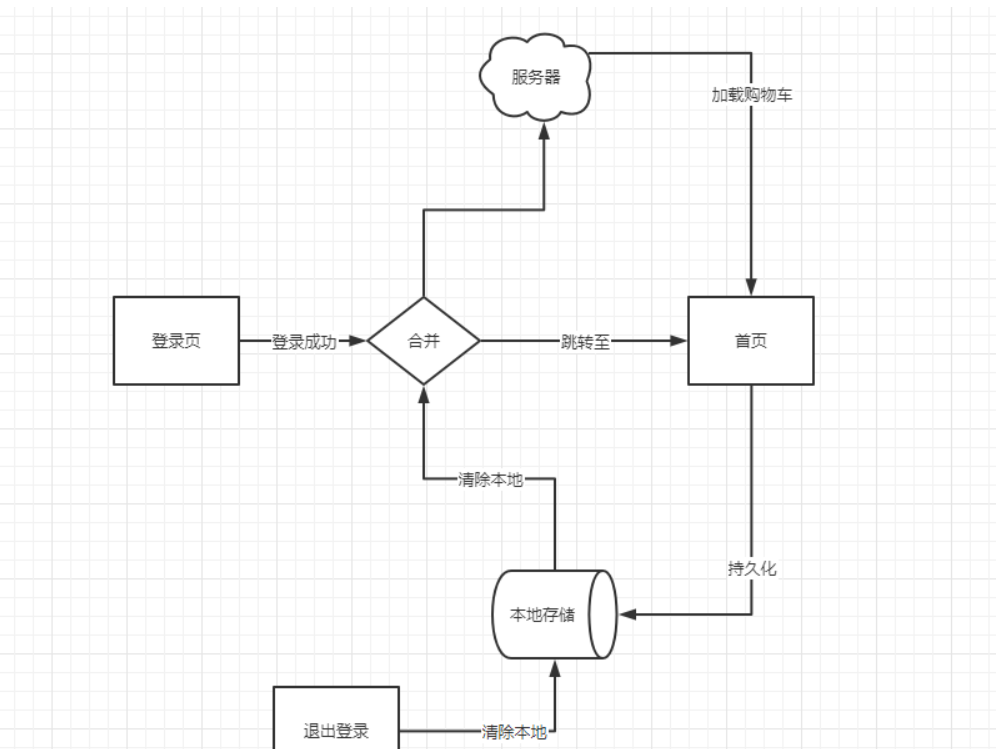 服务器
加载购物车
登录页
登录成功
合并
跳转至
首页
清除本地
持久化
本地存储
退出登录
清除本地